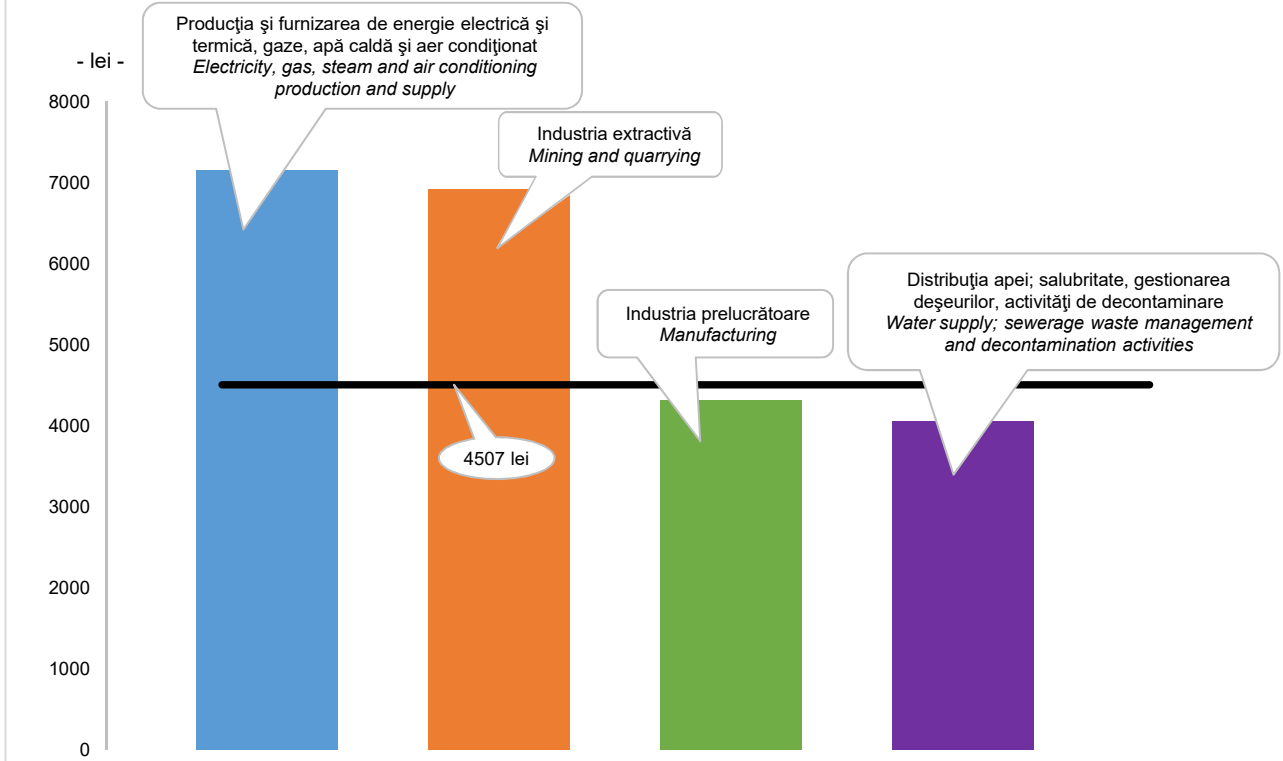 Producţia şi furnizarea de energie electrică şi
termică, gaze, apă caldă şi aer condiţionat
Electricity, gas, steam and air conditioning
production and supply
- lei -
8000
Industria extractivă
Mining and quarrying
7000
6000
Distribuţia apei; salubritate, gestionarea
deşeurilor, activităţi de decontaminare
Water supply; sewerage waste management
and decontamination activities
Industria prelucrătoare
Manufacturing
5000
4000
4507 lei
3000
2000
1000
0